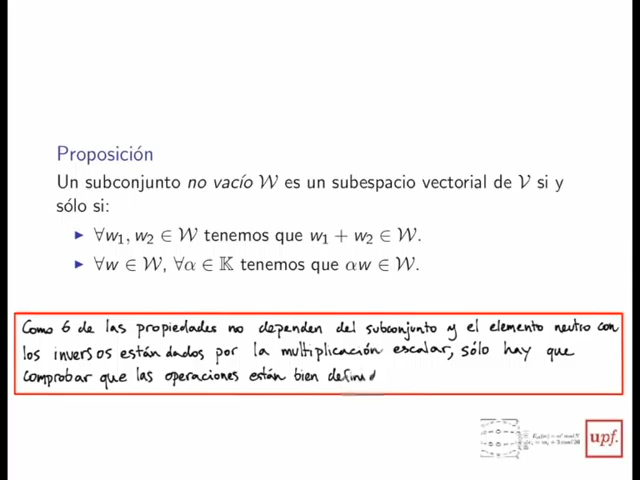 Proposición
Un subconjunto no vacío 𝒲 es un subespacio vectorial de 𝒱 si y
sólo si:
▶ ∀w₁, w₂ ∈ 𝒲 tenemos que w₁ + w₂ ∈ 𝒲.
▶ ∀w ∈ 𝒲, ∀α ∈ 𝕂 tenemos que αw ∈ 𝒲.
Como 6 de las propiedades no dependen del subconjunto y el elemento neutro con
los inversos están dados por la multiplicación escalar, sólo hay que
comprobar que las operaciones están bien defini
upf.